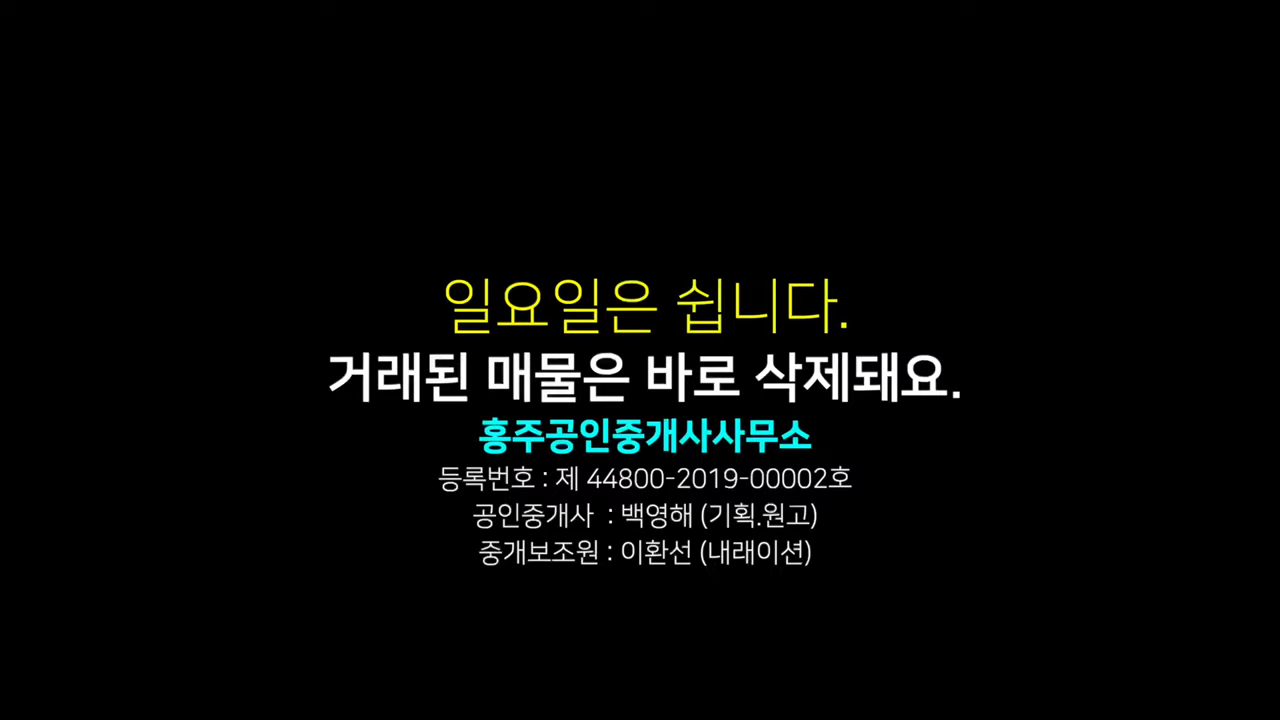 일요일은 쉽니다.
거래된 매물은 바로 삭제돼요.
홍주공인중개사사무소
등록번호 : 제 44800-2019-00002호
공인중개사 : 백영해 (기획.원고)
중개보조원 : 이환선 (내래이션)